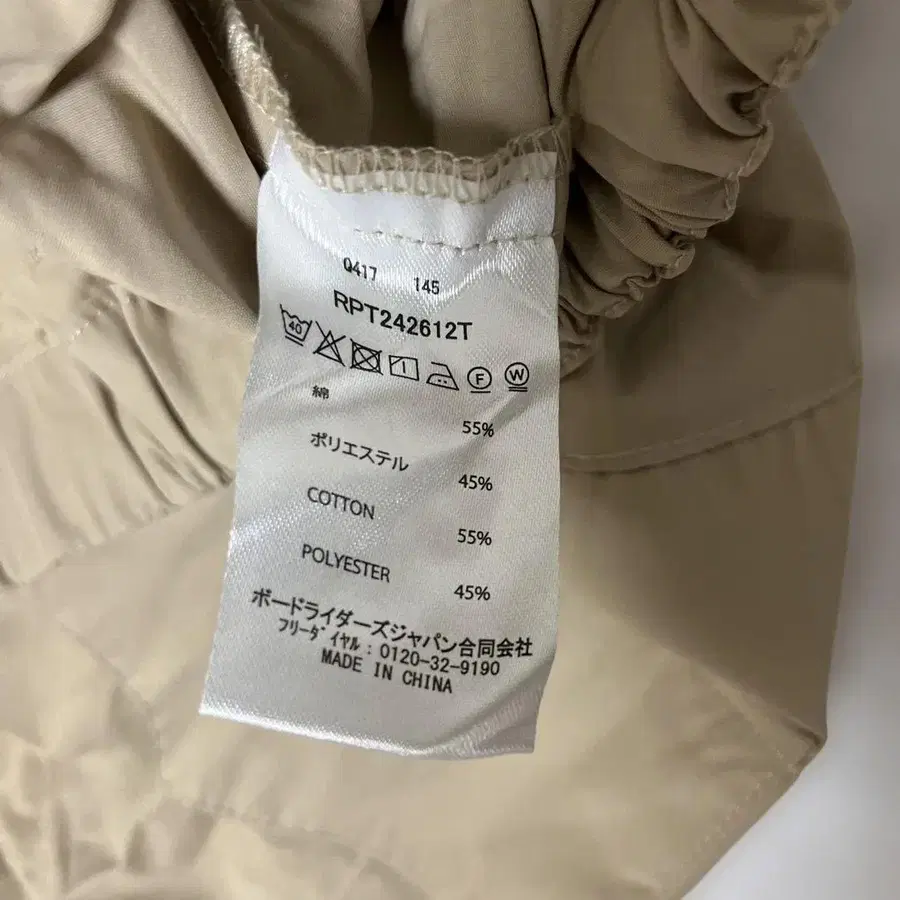 Q417 145
RPT242612T
40 F W
綿 55%
ポリエステル 45%
COTTON 55%
POLYESTER 45%
ボードライダーズジャパン合同会社
フリーダイヤル：0120-32-9190
MADE IN CHINA